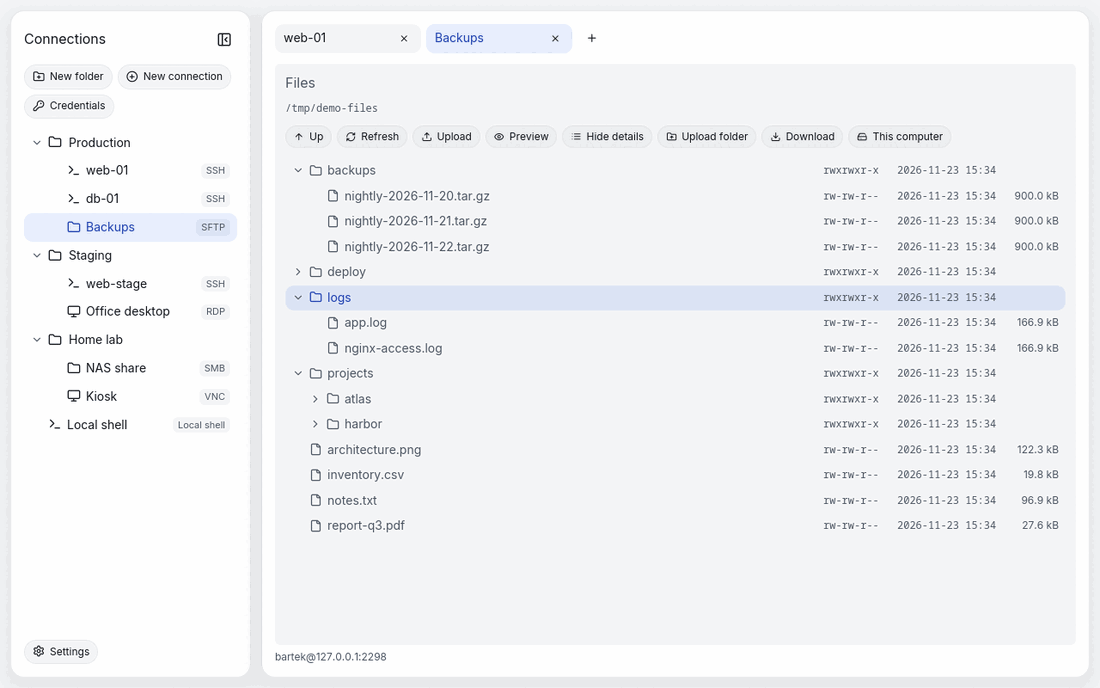 Connections
New folder New connection
Credentials
Production
web-01 SSH
db-01 SSH
Backups SFTP
Staging
web-stage SSH
Office desktop RDP
Home lab
NAS share SMB
Kiosk VNC
Local shell Local shell
Settings
web-01 Backups
Files
/tmp/demo-files
Up Refresh Upload Preview Hide details Upload folder Download This computer
backups rwxrwxr-x 2026-11-23 15:34
nightly-2026-11-20.tar.gz rw-rw-r-- 2026-11-23 15:34 900.0 kB
nightly-2026-11-21.tar.gz rw-rw-r-- 2026-11-23 15:34 900.0 kB
nightly-2026-11-22.tar.gz rw-rw-r-- 2026-11-23 15:34 900.0 kB
deploy rwxrwxr-x 2026-11-23 15:34
logs rwxrwxr-x 2026-11-23 15:34
app.log rw-rw-r-- 2026-11-23 15:34 166.9 kB
nginx-access.log rw-rw-r-- 2026-11-23 15:34 166.9 kB
projects rwxrwxr-x 2026-11-23 15:34
atlas rwxrwxr-x 2026-11-23 15:34
harbor rwxrwxr-x 2026-11-23 15:34
architecture.png rw-rw-r-- 2026-11-23 15:34 122.3 kB
inventory.csv rw-rw-r-- 2026-11-23 15:34 19.8 kB
notes.txt rw-rw-r-- 2026-11-23 15:34 96.9 kB
report-q3.pdf rw-rw-r-- 2026-11-23 15:34 27.6 kB
bartek@127.0.0.1:2298